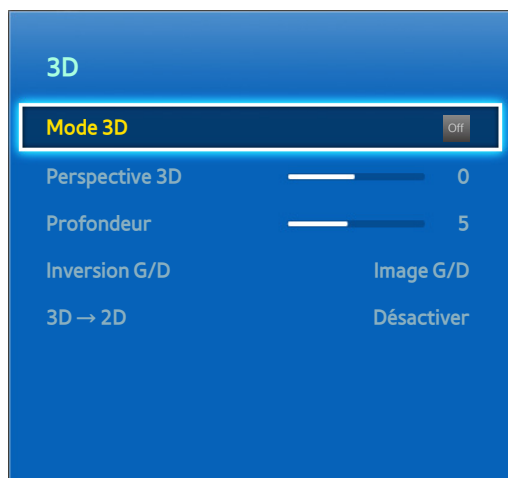 3D
Mode 3D Off
Perspective 3D 0
Profondeur 5
Inversion G/D Image G/D
3D → 2D Désactiver